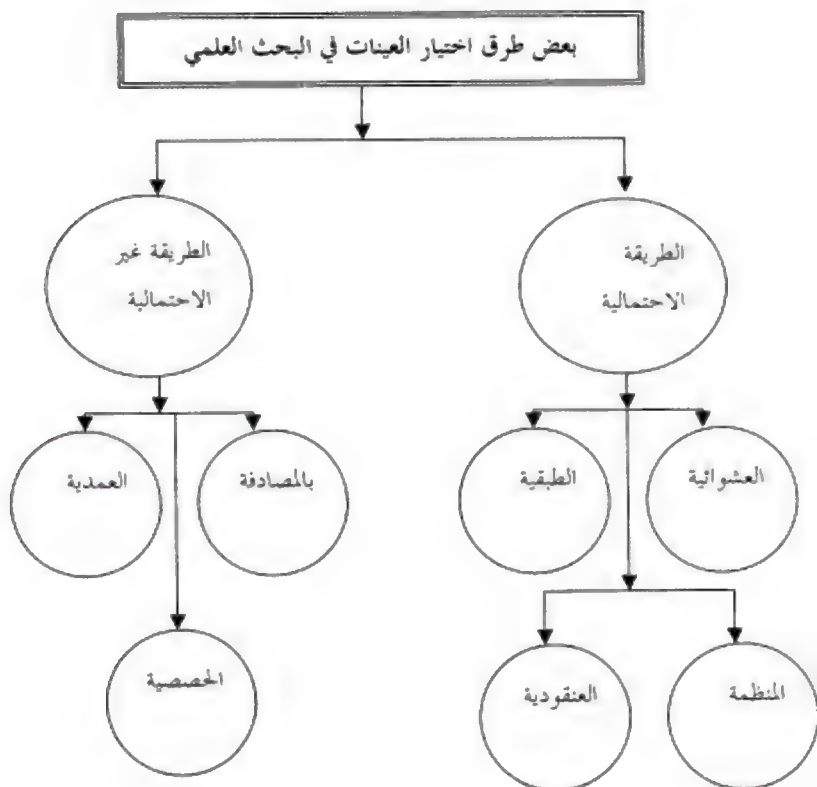 بعض طرق اختيار العينات في البحث العلمي
الطريقة
الاحتمالية
الطريقة غير
الاحتمالية
العشوائية
الطبقية
بالمصادفة
العمدية
المنظمة
العنقودية
الحصصية